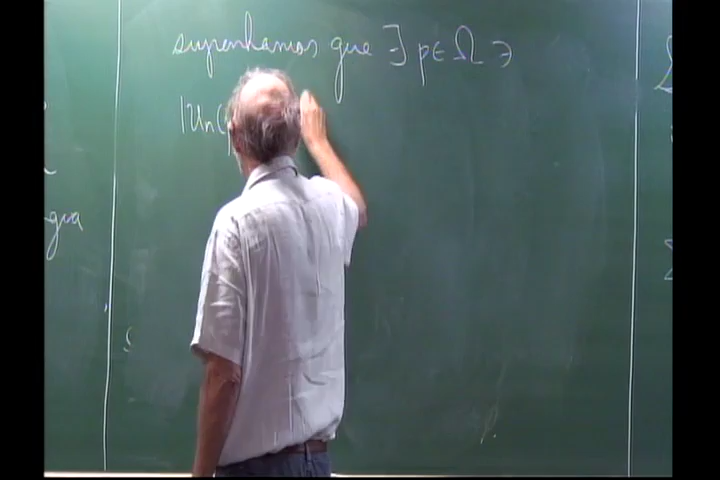 suponhamos que ∃ p ∈ Ω ∋
|Un(p
gua